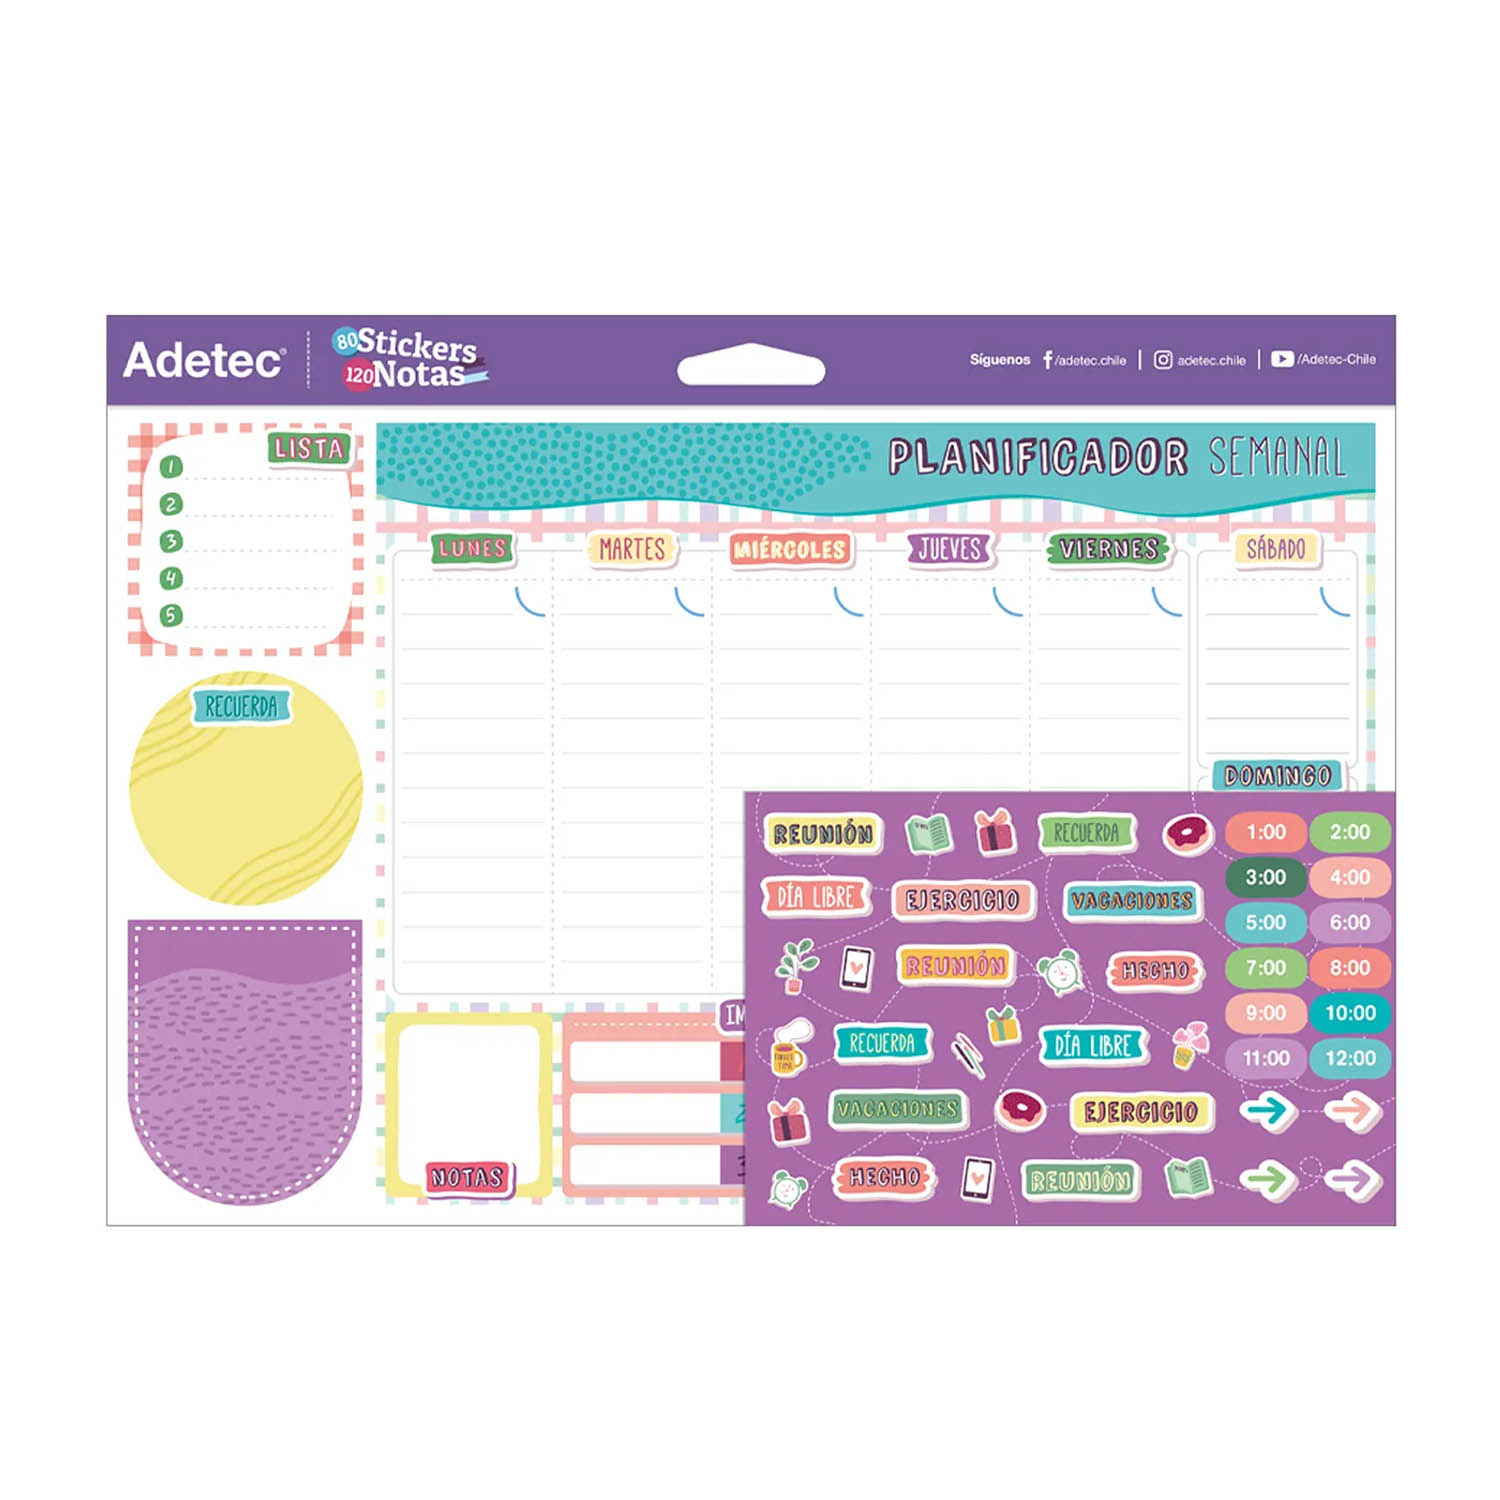 Adetec®
80 Stickers
120 Notas
Síguenos /adetec.chile | adetec.chile | /Adetec-Chile
LISTA
1
2
3
4
5
RECUERDA
PLANIFICADOR SEMANAL
LUNES MARTES MIÉRCOLES JUEVES VIERNES SÁBADO
DOMINGO
NOTAS
REUNIÓN RECUERDA
DÍA LIBRE EJERCICIO VACACIONES
REUNIÓN HECHO
RECUERDA DÍA LIBRE
VACACIONES EJERCICIO
HECHO REUNIÓN
1:00 2:00
3:00 4:00
5:00 6:00
7:00 8:00
9:00 10:00
11:00 12:00